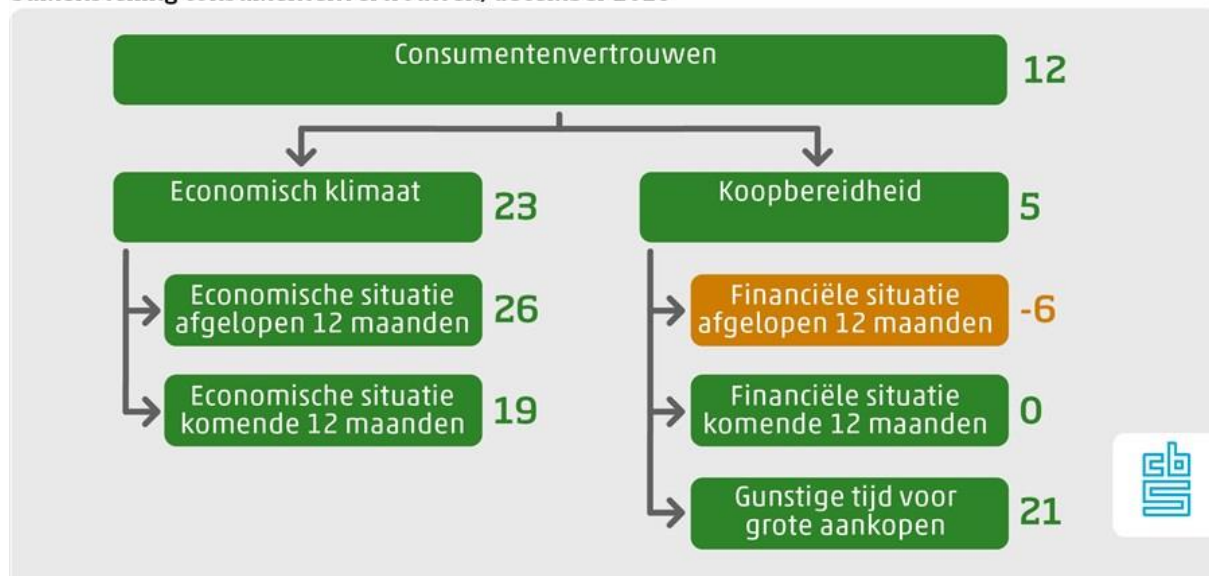 Consumentenvertrouwen
12
Economisch klimaat
23
Koopbereidheid
5
Economische situatie
afgelopen 12 maanden
26
Economische situatie
komende 12 maanden
19
Financiële situatie
afgelopen 12 maanden
-6
Financiële situatie
komende 12 maanden
0
Gunstige tijd voor
grote aankopen
21
cbs